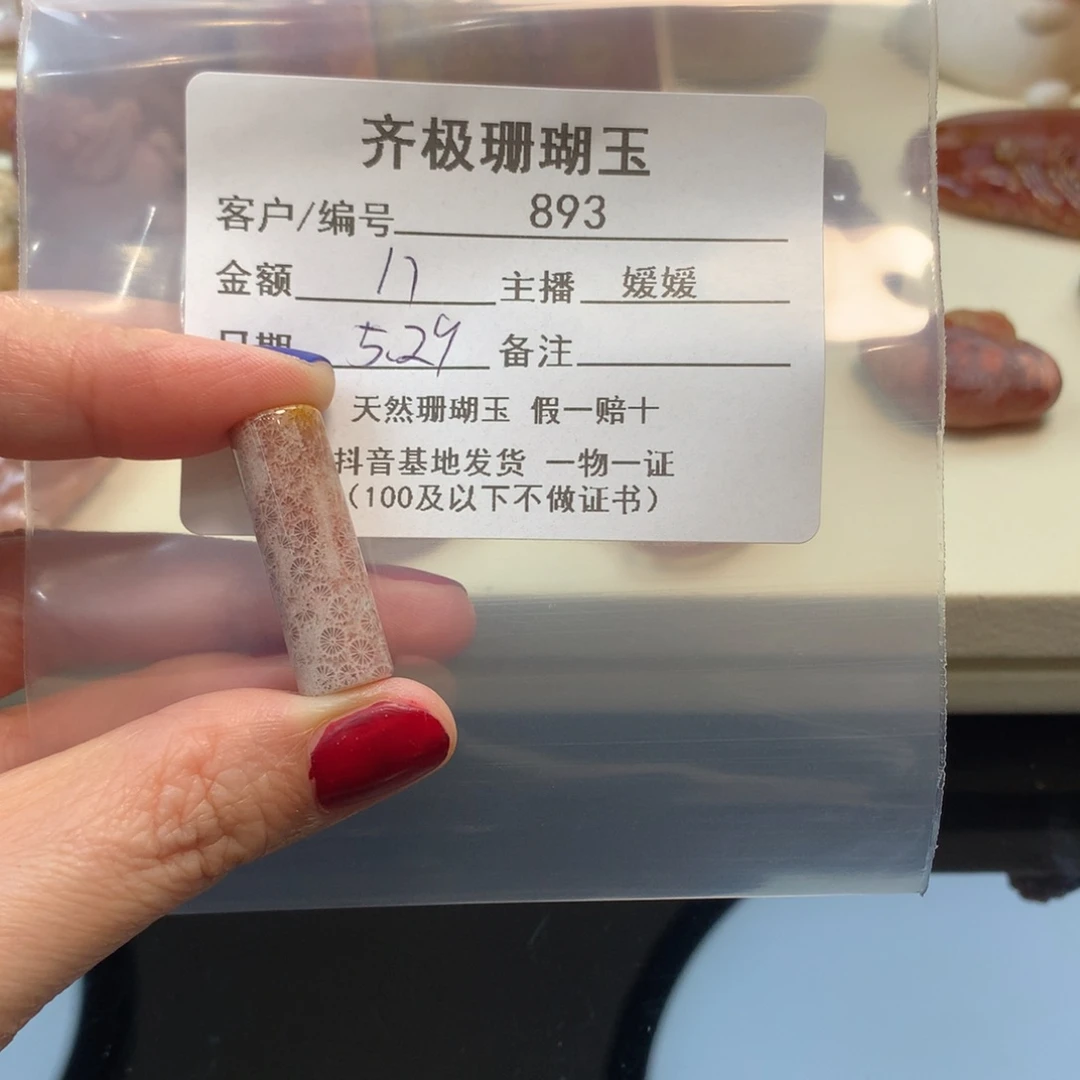 齐极珊瑚玉
客户/编号 893
金额 17 主播 媛媛
日期 5.29 备注
天然珊瑚玉 假一赔十
抖音基地发货 一物一证
(100及以下不做证书)